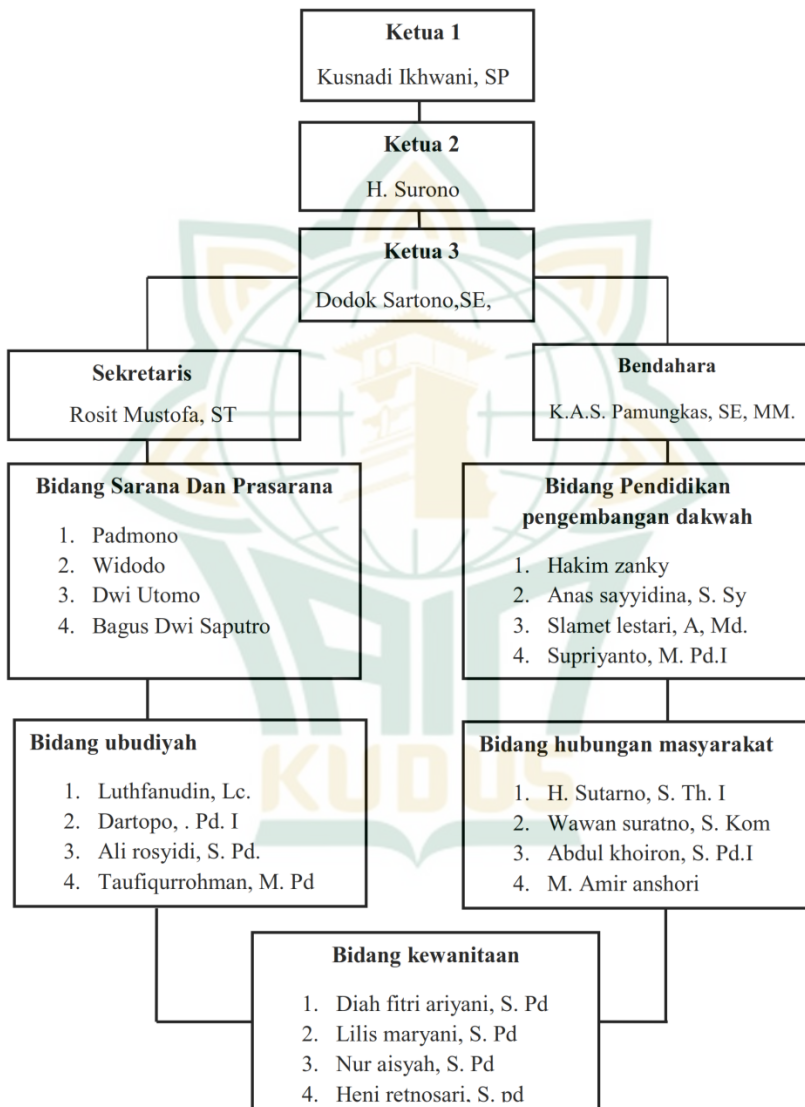 Ketua 1
Kusnadi Ikhwani, SP
Ketua 2
H. Surono
Ketua 3
Dodok Sartono,SE,
Sekretaris
Rosit Mustofa, ST
Bendahara
K.A.S. Pamungkas, SE, MM.
Bidang Sarana Dan Prasarana
1. Padmono
2. Widodo
3. Dwi Utomo
4. Bagus Dwi Saputro
Bidang Pendidikan
pengembangan dakwah
1. Hakim zanky
2. Anas sayyidina, S. Sy
3. Slamet lestari, A, Md.
4. Supriyanto, M. Pd.I
Bidang ubudiyah
1. Luthfanudin, Lc.
2. Dartopo, . Pd. I
3. Ali rosyidi, S. Pd.
4. Taufiqurrohman, M. Pd
Bidang hubungan masyarakat
1. H. Sutarno, S. Th. I
2. Wawan suratno, S. Kom
3. Abdul khoiron, S. Pd.I
4. M. Amir anshori
Bidang kewanitaan
1. Diah fitri ariyani, S. Pd
2. Lilis maryani, S. Pd
3. Nur aisyah, S. Pd
4. Heni retnosari, S. pd
IAIN
KUDUS